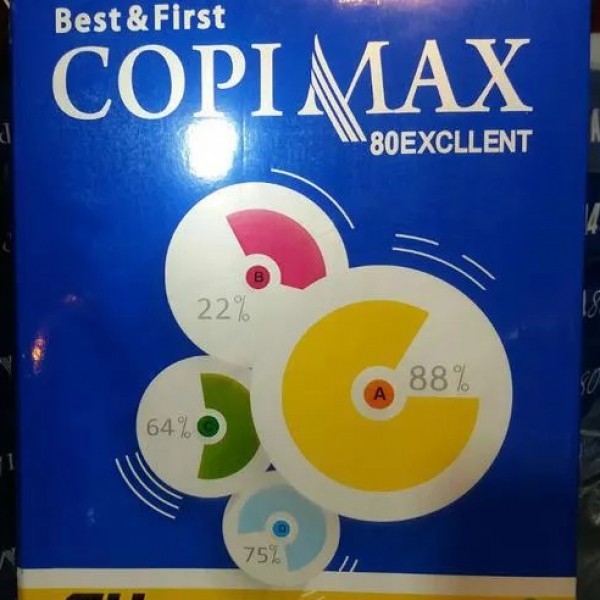 Best & First
COPIMAX
80EXCLLENT
B
22%
88%
A
64%
C
D
75%